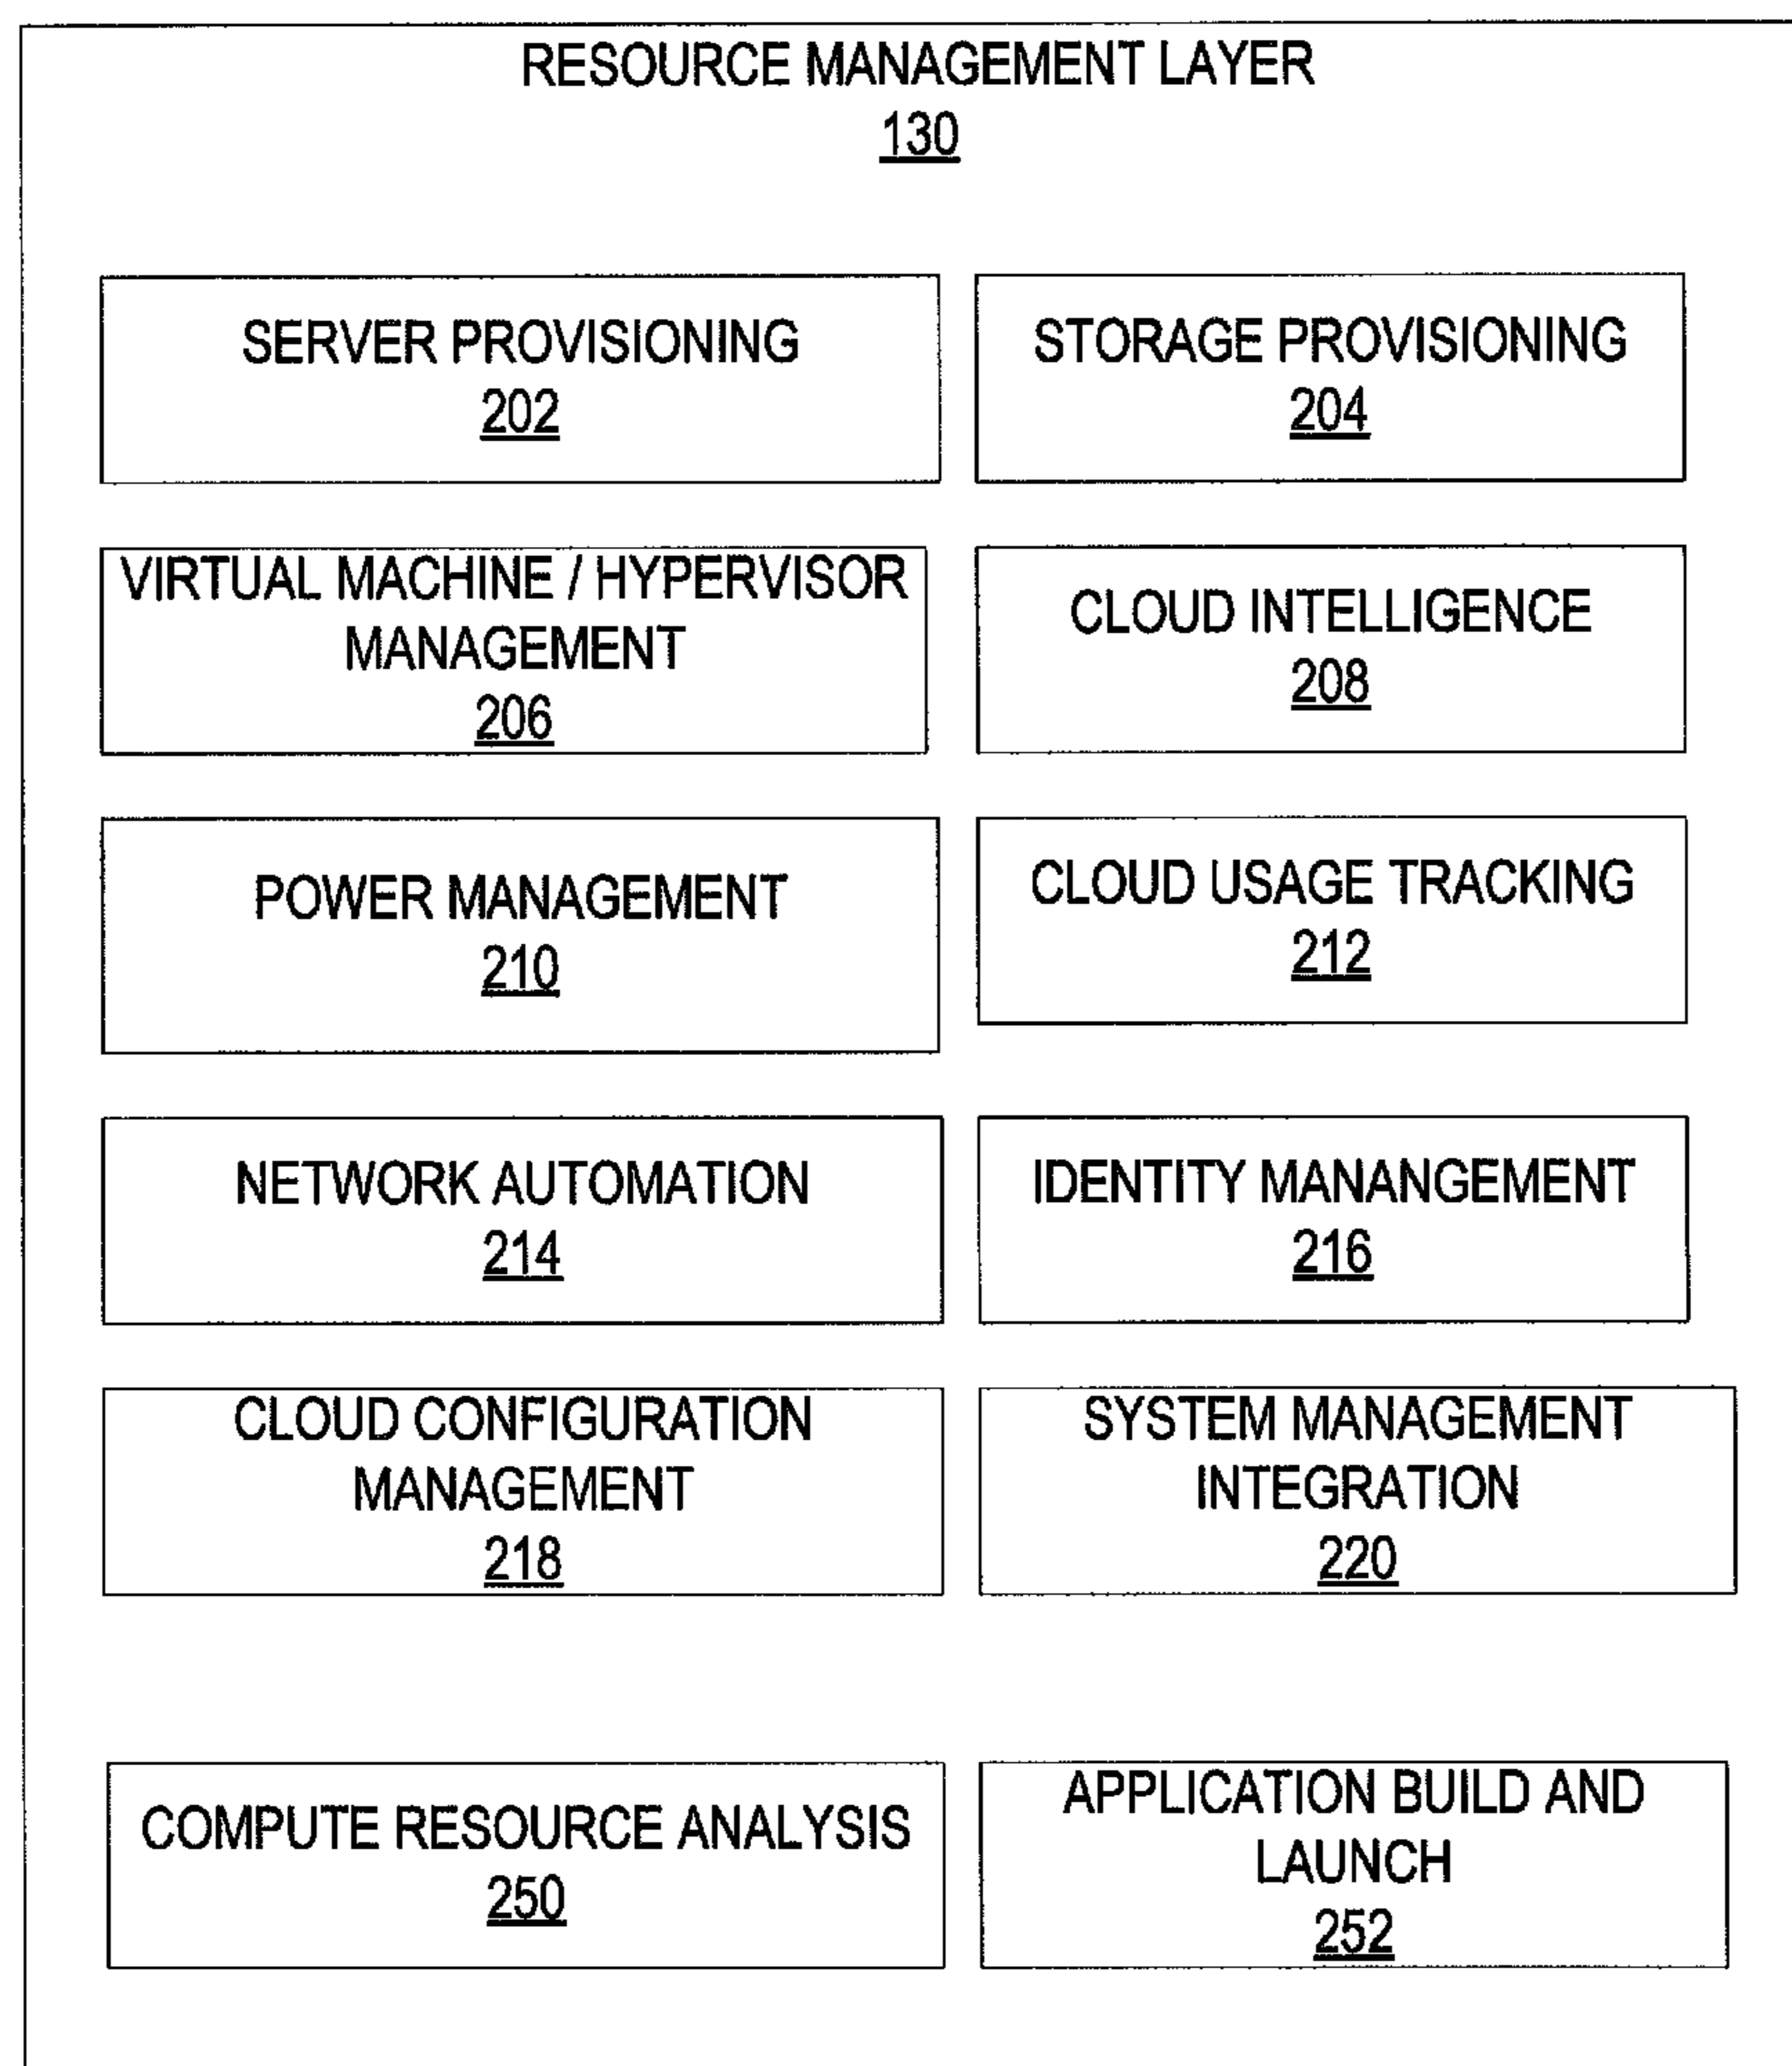 RESOURCE MANAGEMENT LAYER
130
SERVER PROVISIONING
202
STORAGE PROVISIONING
204
VIRTUAL MACHINE / HYPERVISOR
MANAGEMENT
206
CLOUD INTELLIGENCE
208
POWER MANAGEMENT
210
CLOUD USAGE TRACKING
212
NETWORK AUTOMATION
214
IDENTITY MANANGEMENT
216
CLOUD CONFIGURATION
MANAGEMENT
218
SYSTEM MANAGEMENT
INTEGRATION
220
COMPUTE RESOURCE ANALYSIS
250
APPLICATION BUILD AND
LAUNCH
252